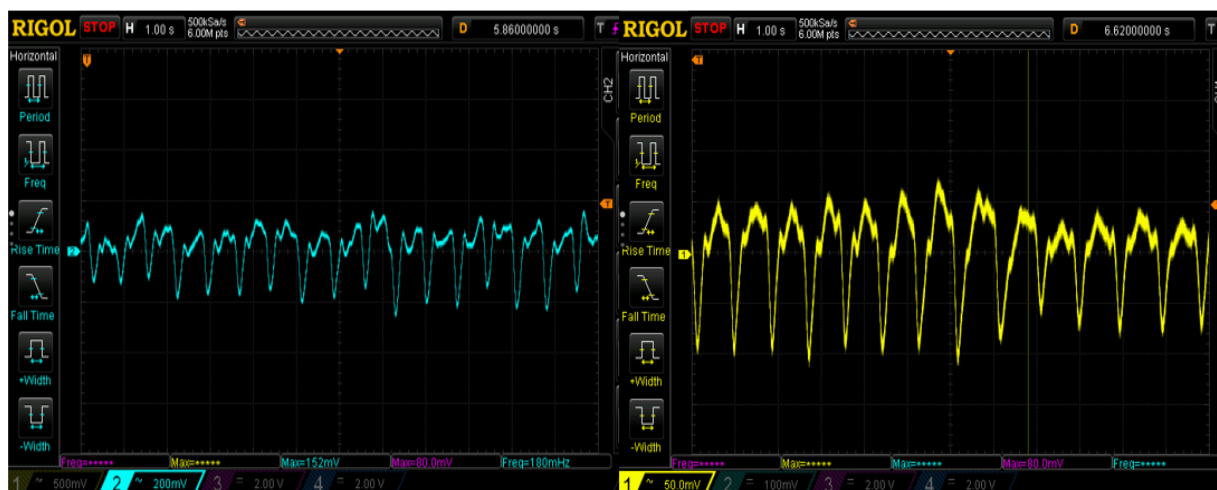 RIGOL STOP H 1.00 s 500kSa/s 6.00M pts D 5.86000000 s T
Horizontal
T
CH2
Period
Freq
T
Rise Time
2
Fall Time
+Width
-Width
Freq=***** Max=***** Max=152mV Max=80.0mV Freq=180mHz
1 ~ 500mV 2 ~ 200mV 3 = 2.00 V 4 = 2.00 V
RIGOL STOP H 1.00 s 500kSa/s 6.00M pts D 6.62000000 s T
Horizontal
T
Period
Freq
Rise Time
1
Fall Time
+Width
-Width
Freq=***** Max=***** Max=***** Max=80.0mV Freq=*****
1 ~ 50.0mV 2 = 100mV 3 = 2.00 V 4 = 2.00 V